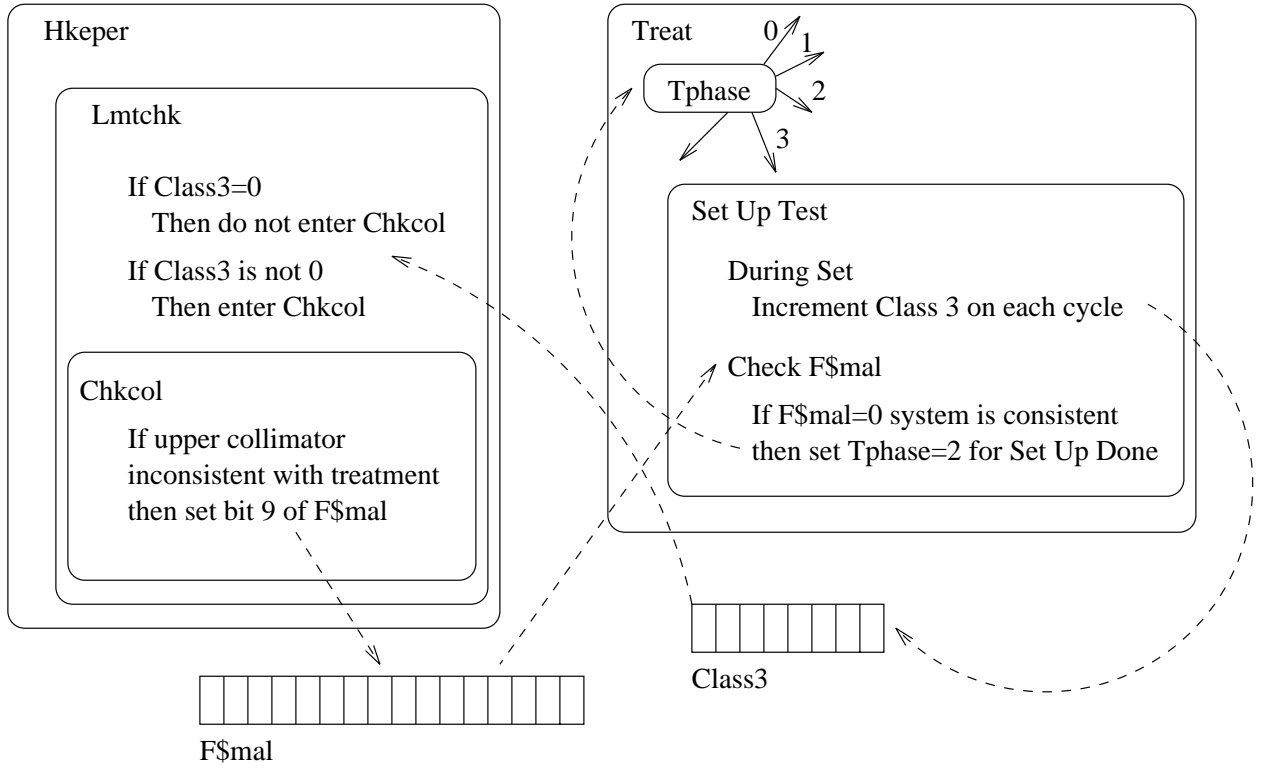 Hkeper
Lmtchk
If Class3=0
Then do not enter Chkcol
If Class3 is not 0
Then enter Chkcol
Chkcol
If upper collimator
inconsistent with treatment
then set bit 9 of F$mal
F$mal
Treat
Tphase
0
1
2
3
Set Up Test
During Set
Increment Class 3 on each cycle
Check F$mal
If F$mal=0 system is consistent
then set Tphase=2 for Set Up Done
Class3